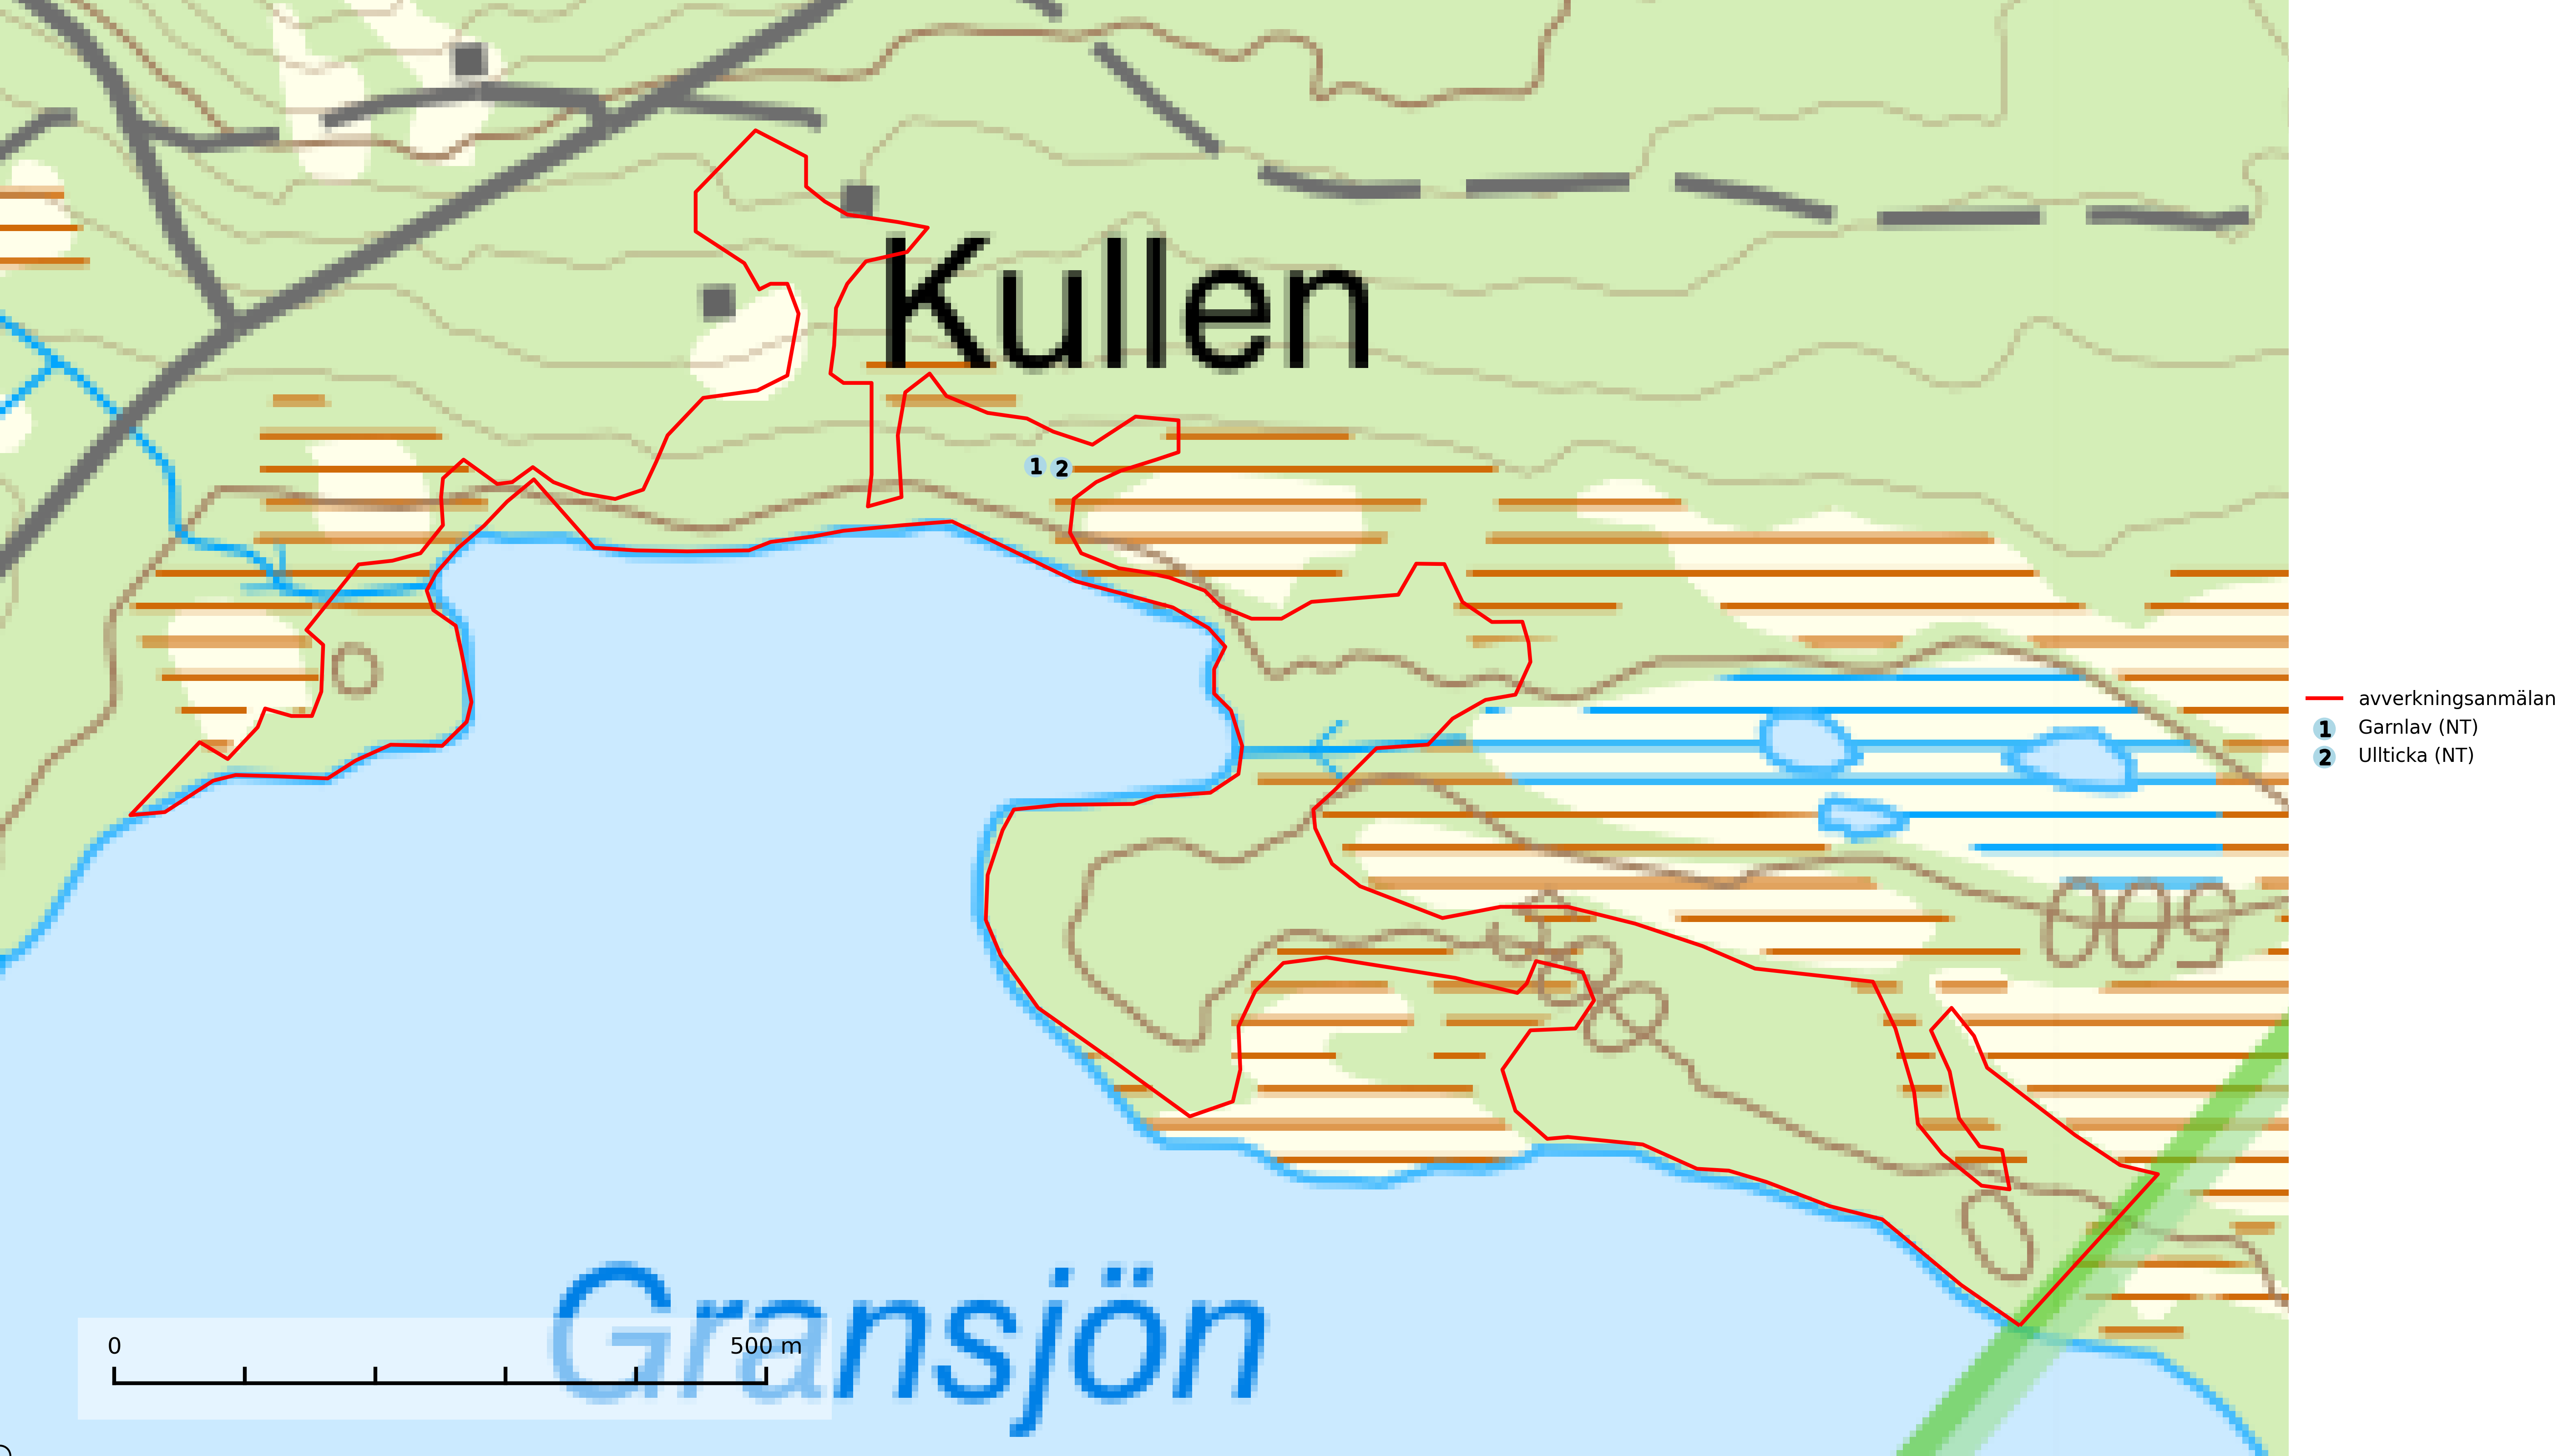 Kullen
1 2
600
Gransjön
0 500 m
avverkningsanmälan
1 Garnlav (NT)
2 Ullticka (NT)